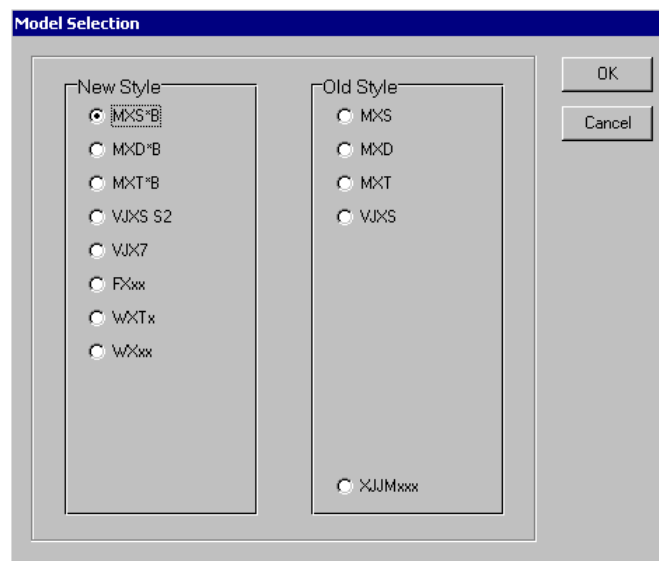 Model Selection
New Style
MXS*B
MXD*B
MXT*B
VJXS S2
VJX7
FXxx
WXTx
WXxx
Old Style
MXS
MXD
MXT
VJXS
XJJMxxx
OK
Cancel